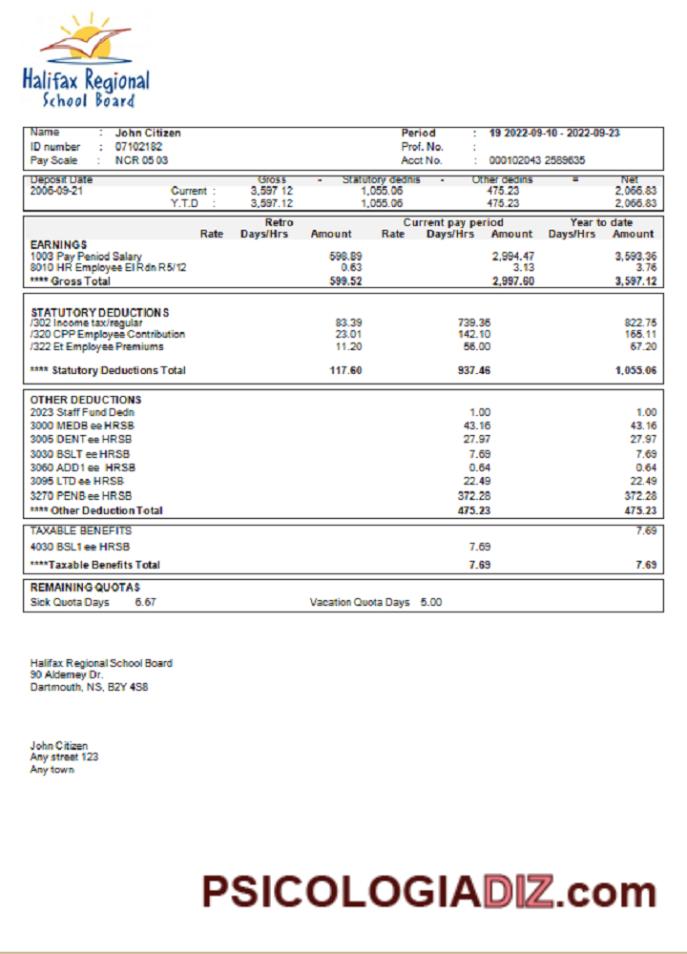 Halifax Regional
School Board
Name : John Citizen Period : 19 2022-09-10 - 2022-09-23
ID number : 07102182 Prof. No. :
Pay Scale : NCR 05 03 Acct No. : 000102043 2589635
Deposit Date Gross - Statutory dednis - Other dedins = Net
2006-09-21 Current : 3,597 12 1,055.06 475.23 2,066.83
Y.T.D : 3,597.12 1,055.06 475.23 2,066.83
Retro Current pay period Year to date
Rate Days/Hrs Amount Rate Days/Hrs Amount Days/Hrs Amount
EARNINGS
1003 Pay Peniod Salary 598.89 2,994.47 3,593.36
8010 HR Employee EI Rdn R5/12 0.63 3.13 3.76
**** Gross Total 599.52 2,997.60 3,597.12
STATUTORY DEDUCTIONS
/302 Income tax/regular 83.39 739.36 822.75
/320 CPP Employee Contribution 23.01 142.10 165.11
/322 Et Employee Premiums 11.20 56.00 67.20
**** Statutory Deductions Total 117.60 937.46 1,055.06
OTHER DEDUCTIONS
2023 Staff Fund Dedn 1.00 1.00
3000 MEDB ee HRSB 43.16 43.16
3005 DENT ee HRSB 27.97 27.97
3030 BSLT ee HRSB 7.69 7.69
3060 ADD1 ee HRSB 0.64 0.64
3095 LTD ee HRSB 22.49 22.49
3270 PENB ee HRSB 372.28 372.28
**** Other Deduction Total 475.23 475.23
TAXABLE BENEFITS 7.69
4030 BSL1 ee HRSB 7.69
****Taxable Benefits Total 7.69 7.69
REMAINING QUOTAS
Sick Quota Days 6.67 Vacation Quota Days 5.00
Halifax Regional School Board
90 Aldemey Dr.
Dartmouth, NS, B2Y 4S8
John Citizen
Any street 123
Any town
PSICOLOGIADIZ.com